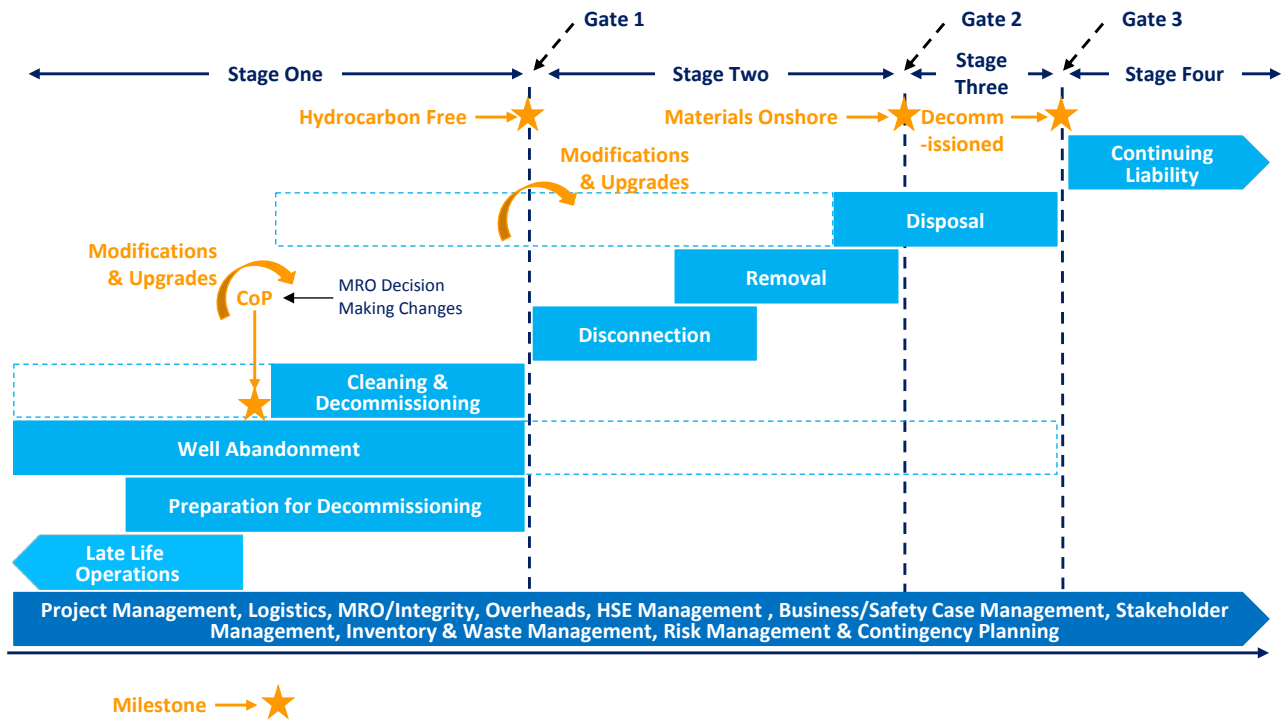 Gate 1
Gate 2
Gate 3
Stage One
Stage Two
Stage
Three
Stage Four
Hydrocarbon Free
Materials Onshore
Decomm
-issioned
Continuing
Liability
Modifications
& Upgrades
Disposal
Modifications
& Upgrades
Removal
CoP
MRO Decision
Making Changes
Disconnection
Cleaning &
Decommissioning
Well Abandonment
Preparation for Decommissioning
Late Life
Operations
Project Management, Logistics, MRO/Integrity, Overheads, HSE Management , Business/Safety Case Management, Stakeholder
Management, Inventory & Waste Management, Risk Management & Contingency Planning
Milestone